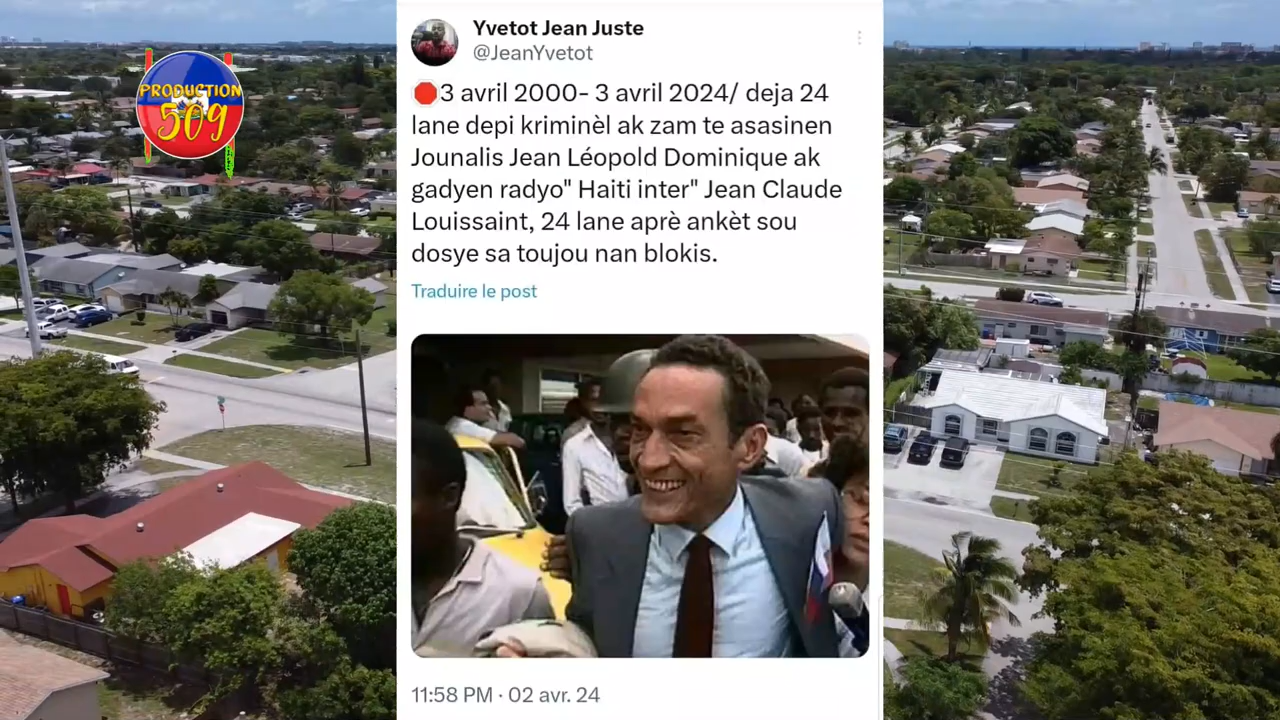 PRODUCTION
509
Yvetot Jean Juste
@JeanYvetot
3 avril 2000- 3 avril 2024/ deja 24
lane depi kriminèl ak zam te asasinen
Jounalis Jean Léopold Dominique ak
gadyen radyo" Haiti inter" Jean Claude
Louissaint, 24 lane aprè ankèt sou
dosye sa toujou nan blokis.
Traduire le post
11:58 PM · 02 avr. 24